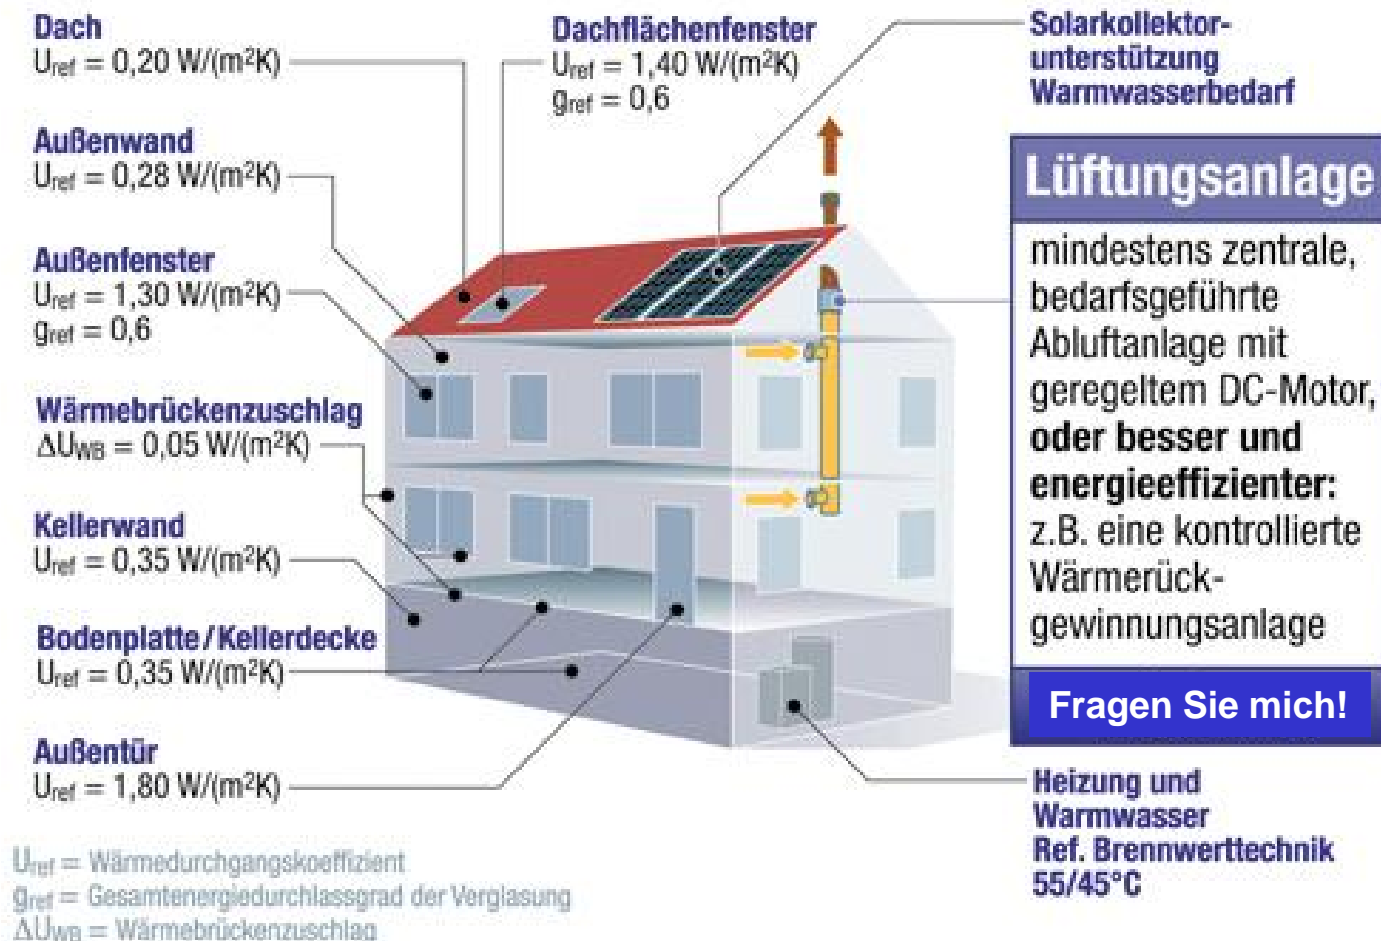 Dach
Uref = 0,20 W/(m²K)
Außenwand
Uref = 0,28 W/(m²K)
Außenfenster
Uref = 1,30 W/(m²K)
gref = 0,6
Wärmebrückenzuschlag
ΔUWB = 0,05 W/(m²K)
Kellerwand
Uref = 0,35 W/(m²K)
Bodenplatte/Kellerdecke
Uref = 0,35 W/(m²K)
Außentür
Uref = 1,80 W/(m²K)
Uref = Wärmedurchgangskoeffizient
gref = Gesamtenergiedurchlassgrad der Verglasung
ΔUWB = Wärmebrückenzuschlag
Dachflächenfenster
Uref = 1,40 W/(m²K)
gref = 0,6
Solarkollektor-
unterstützung
Warmwasserbedarf
Lüftungsanlage
mindestens zentrale,
bedarfsgeführte
Abluftanlage mit
geregeltem DC-Motor,
oder besser und
energieeffizienter:
z.B. eine kontrollierte
Wärmerück-
gewinnungsanlage
Fragen Sie mich!
Heizung und
Warmwasser
Ref. Brennwerttechnik
55/45°C